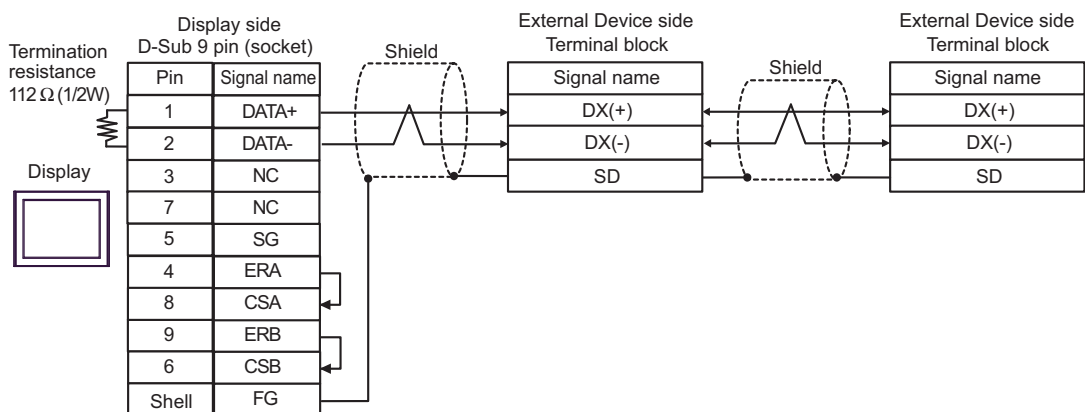 Termination
resistance
112 Ω (1/2W)
Display
Display side
D-Sub 9 pin (socket)
Pin Signal name
1 DATA+
2 DATA-
3 NC
7 NC
5 SG
4 ERA
8 CSA
9 ERB
6 CSB
Shell FG
Shield
External Device side
Terminal block
Signal name
DX(+)
DX(-)
SD
Shield
External Device side
Terminal block
Signal name
DX(+)
DX(-)
SD